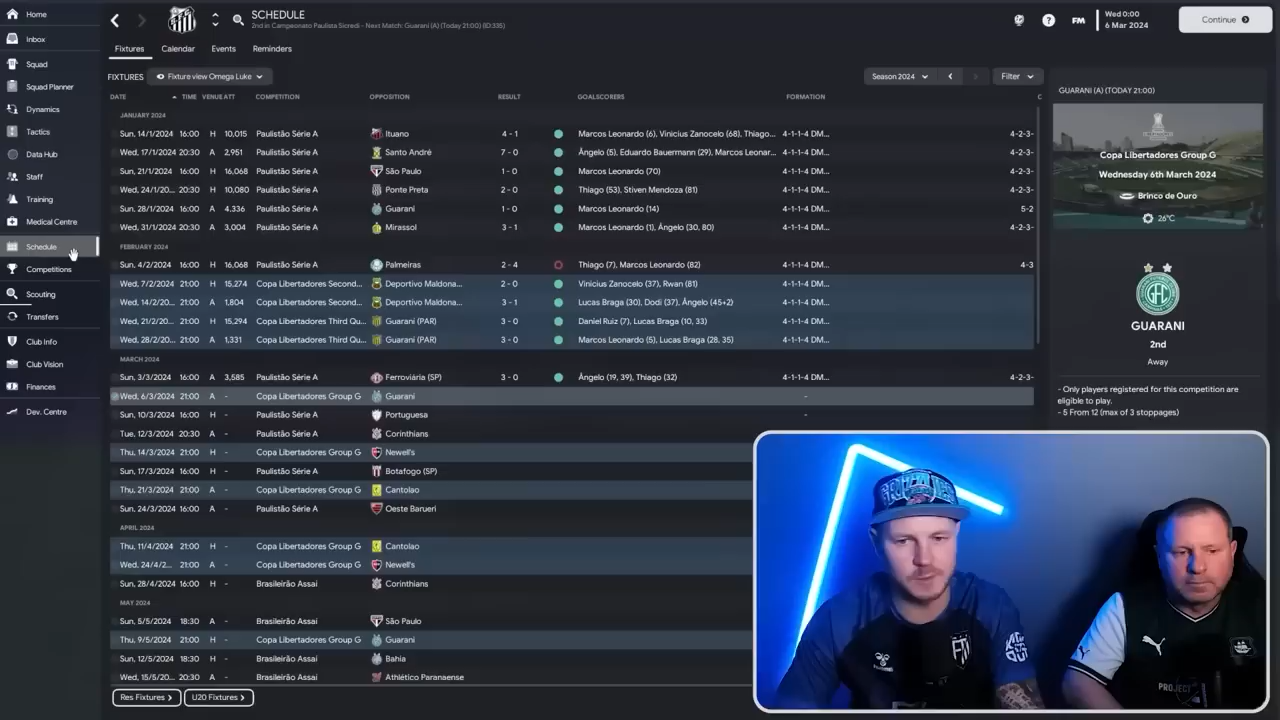 Home
SCHEDULE
2nd in Campeonato Paulista Sicredi - Next Match: Guarani (A) (Today 21:00) (ID:335)
FM
Wed 0:00
6 Mar 2024
Continue
Inbox
Squad
Squad Planner
Dynamics
Tactics
Data Hub
Staff
Training
Medical Centre
Schedule
Competitions
Scouting
Transfers
Club Info
Club Vision
Finances
Dev. Centre
Fixtures Calendar Events Reminders
FIXTURES Fixture view Omega Luke Season 2024 Filter
DATE TIME VENUE ATT COMPETITION OPPOSITION RESULT GOALSCORERS FORMATION C
JANUARY 2024
Sun, 14/1/2024 16:00 H 10,015 Paulistão Série A Ituano 4 - 1 Marcos Leonardo (6), Vinicius Zanocelo (68), Thiago... 4-1-1-4 DM... 4-2-3-
Wed, 17/1/2024 20:30 A 2,951 Paulistão Série A Santo André 7 - 0 Ângelo (5), Eduardo Bauermann (29), Marcos Leonar... 4-1-1-4 DM... 4-2-3-
Sun, 21/1/2024 16:00 H 16,068 Paulistão Série A São Paulo 1 - 0 Marcos Leonardo (70) 4-1-1-4 DM... 4-2-3-
Wed, 24/1/20... 20:30 H 10,080 Paulistão Série A Ponte Preta 2 - 0 Thiago (53), Stiven Mendoza (81) 4-1-1-4 DM... 4-2-3-
Sun, 28/1/2024 16:00 A 4,336 Paulistão Série A Guarani 1 - 0 Marcos Leonardo (14) 4-1-1-4 DM... 5-2
Wed, 31/1/2024 20:30 A 3,004 Paulistão Série A Mirassol 3 - 1 Marcos Leonardo (1), Ângelo (30, 80) 4-1-1-4 DM... 4-2-3-
FEBRUARY 2024
Sun, 4/2/2024 16:00 H 16,068 Paulistão Série A Palmeiras 2 - 4 Thiago (7), Marcos Leonardo (82) 4-1-1-4 DM... 4-3
Wed, 7/2/2024 21:00 H 15,274 Copa Libertadores Second... Deportivo Maldona... 2 - 0 Vinicius Zanocelo (37), Rwan (81) 4-1-1-4 DM...
Wed, 14/2/20... 21:00 A 1,804 Copa Libertadores Second... Deportivo Maldona... 3 - 1 Lucas Braga (30), Dodi (37), Ângelo (45+2) 4-1-1-4 DM...
Wed, 21/2/20... 21:00 H 15,294 Copa Libertadores Third Qu... Guarani (PAR) 3 - 0 Daniel Ruiz (7), Lucas Braga (10, 33) 4-1-1-4 DM...
Wed, 28/2/20... 21:00 A 1,331 Copa Libertadores Third Qu... Guarani (PAR) 3 - 0 Marcos Leonardo (5), Lucas Braga (28, 35) 4-1-1-4 DM...
MARCH 2024
Sun, 3/3/2024 16:00 A 3,585 Paulistão Série A Ferroviária (SP) 3 - 0 Ângelo (19, 39), Thiago (32) 4-1-1-4 DM... 4-2-3-
Wed, 6/3/2024 21:00 A - Copa Libertadores Group G Guarani -
Sun, 10/3/2024 16:00 H - Paulistão Série A Portuguesa -
Tue, 12/3/2024 20:30 A - Paulistão Série A Corinthians
Thu, 14/3/2024 21:00 H - Copa Libertadores Group G Newell's
Sun, 17/3/2024 16:00 H - Paulistão Série A Botafogo (SP)
Thu, 21/3/2024 21:00 A - Copa Libertadores Group G Cantolao
Sun, 24/3/2024 16:00 A - Paulistão Série A Oeste Barueri
APRIL 2024
Thu, 11/4/2024 21:00 H - Copa Libertadores Group G Cantolao
Wed, 24/4/2... 21:00 A - Copa Libertadores Group G Newell's
Sun, 28/4/2024 16:00 H - Brasileirão Assaí Corinthians
MAY 2024
Sun, 5/5/2024 18:30 A - Brasileirão Assaí São Paulo
Thu, 9/5/2024 21:00 H - Copa Libertadores Group G Guarani
Sun, 12/5/2024 18:30 H - Brasileirão Assaí Bahia
Wed, 15/5/20... 20:30 A - Brasileirão Assaí Athlético Paranaense
Res Fixtures U20 Fixtures
GUARANI (A) (TODAY 21:00)
Copa Libertadores Group G
Wednesday 6th March 2024
Brinco de Ouro
26°C
GFC
GUARANI
2nd
Away
- Only players registered for this competition are
eligible to play.
- 5 From 12 (max of 3 stoppages)
GRIZZLIES
PROJEC